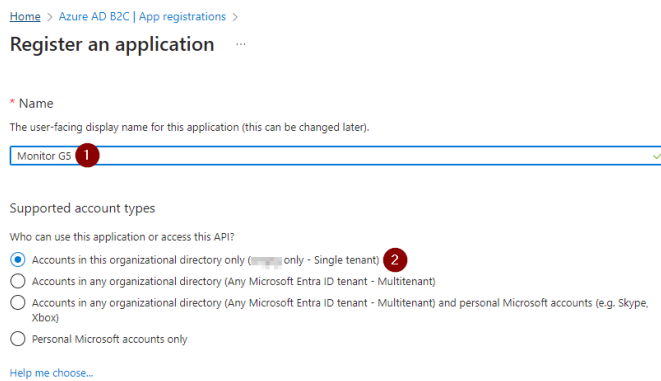 Home > Azure AD B2C | App registrations >
Register an application ...
* Name
The user-facing display name for this application (this can be changed later).
Monitor G5 1
Supported account types
Who can use this application or access this API?
Accounts in this organizational directory only ( only - Single tenant) 2
Accounts in any organizational directory (Any Microsoft Entra ID tenant - Multitenant)
Accounts in any organizational directory (Any Microsoft Entra ID tenant - Multitenant) and personal Microsoft accounts (e.g. Skype,
Xbox)
Personal Microsoft accounts only
Help me choose...